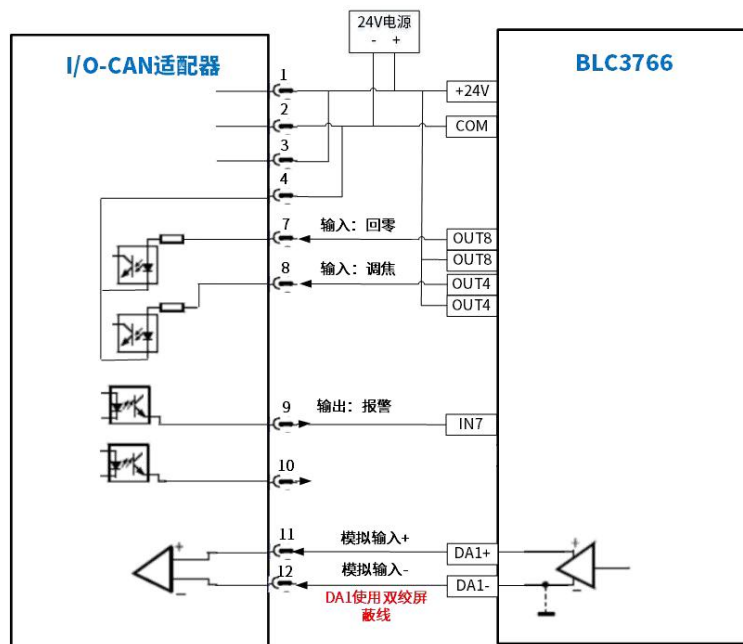 24V电源
- +
I/O-CAN适配器
BLC3766
1
+24V
2
COM
3
4
7
输入：回零
OUT8
OUT8
8
输入：调焦
OUT4
OUT4
9
输出：报警
IN7
10
11
模拟输入+
DA1+
+
+
12
模拟输入-
DA1-
-
-
DA1使用双绞屏
蔽线